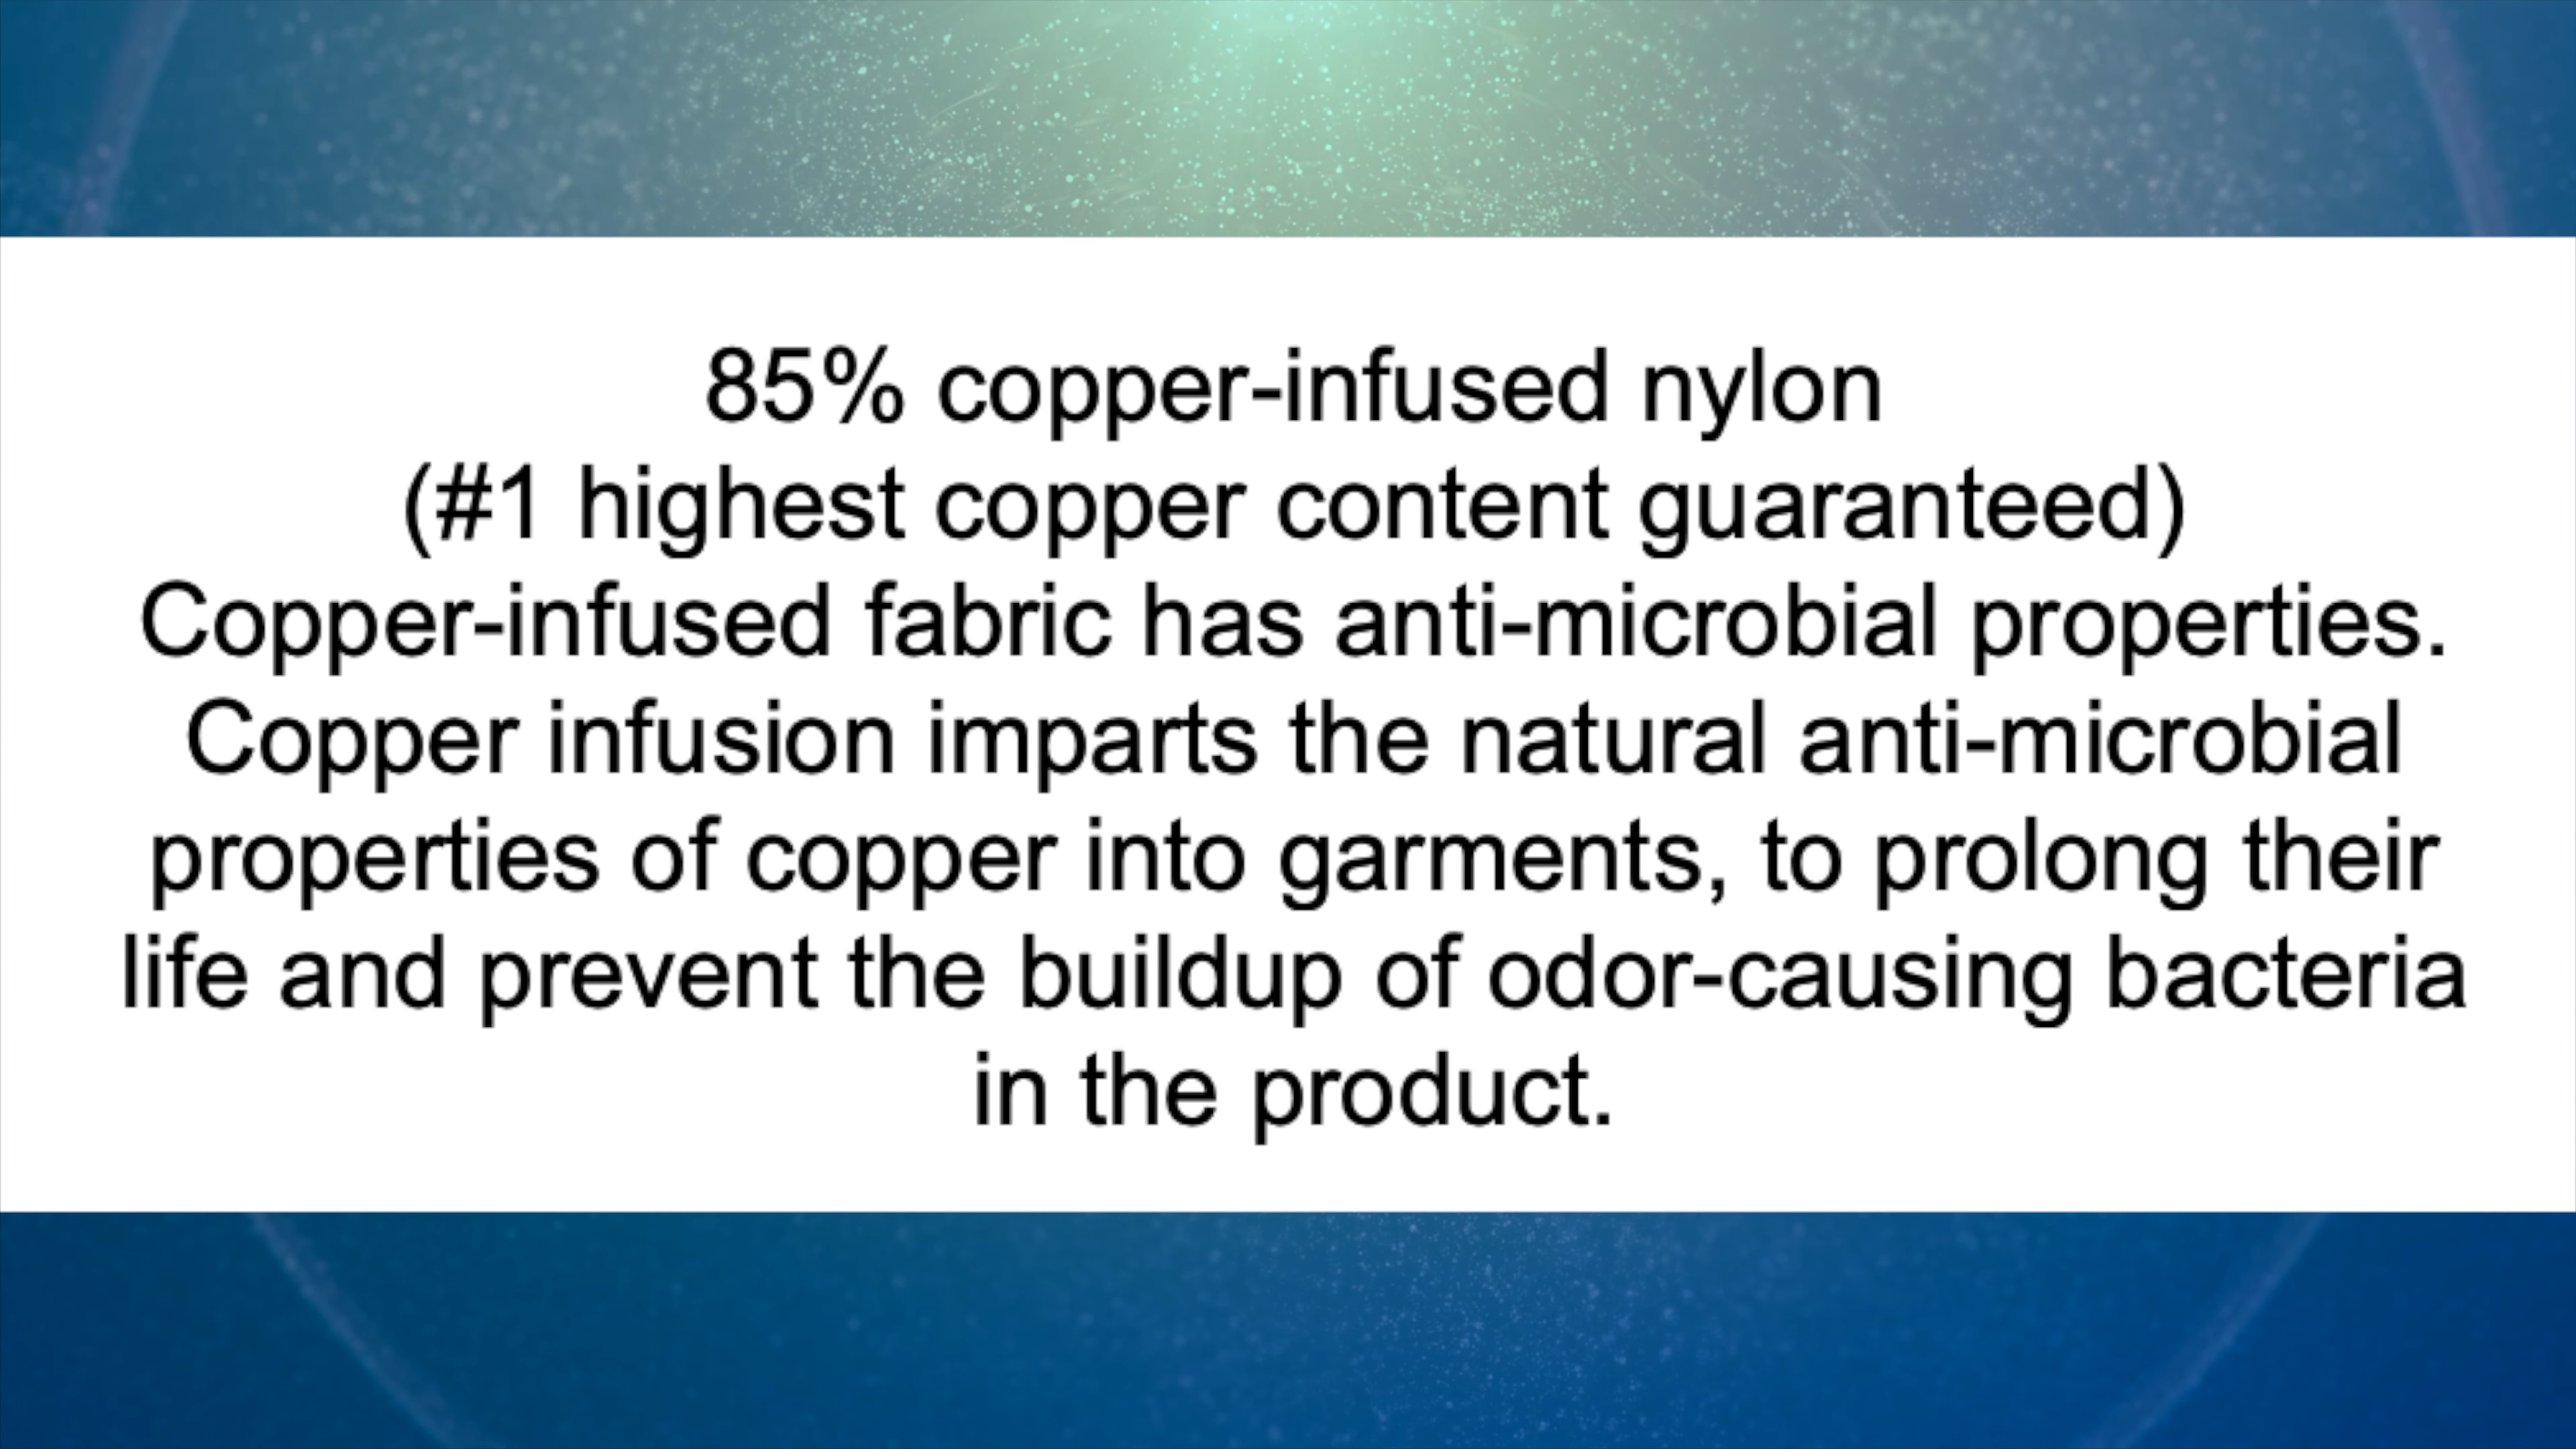 85% copper-infused nylon
(#1 highest copper content guaranteed)
Copper-infused fabric has anti-microbial properties.
Copper infusion imparts the natural anti-microbial
properties of copper into garments, to prolong their
life and prevent the buildup of odor-causing bacteria
in the product.